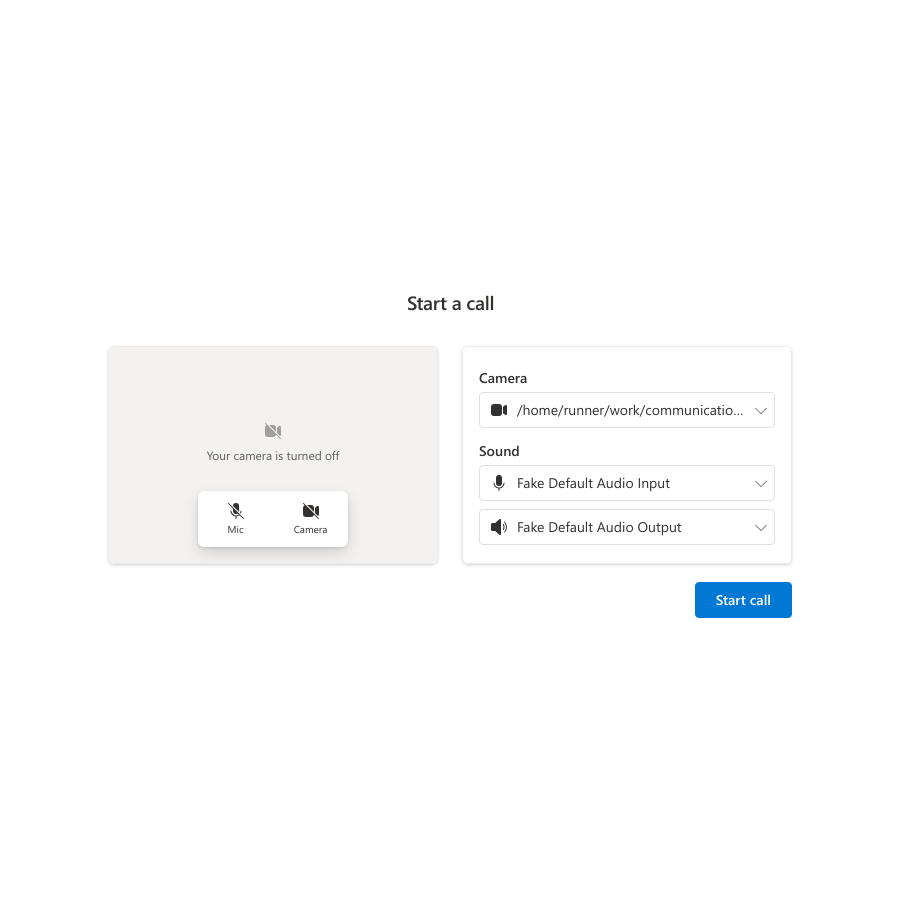 Start a call
Your camera is turned off
Mic
Camera
Camera
/home/runner/work/communicatio...
Sound
Fake Default Audio Input
Fake Default Audio Output
Start call